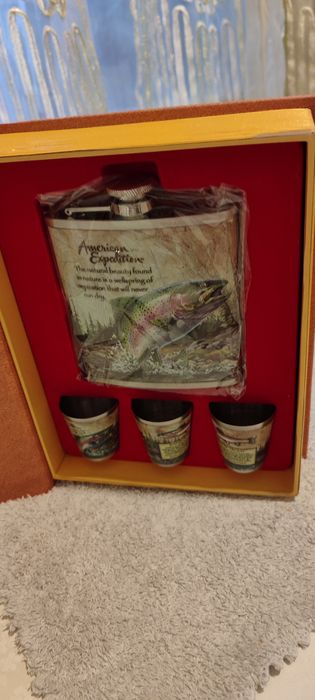 American
Expedition
The natural beauty found
in nature is a wellspring of
inspiration that will never
run dry.